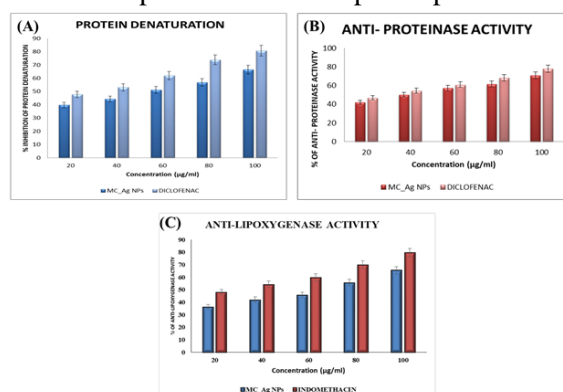 (A)
PROTEIN DENATURATION
% INHIBITION OF PROTEIN DENATURATION
90
80
70
60
50
40
30
20
10
0
20 40 60 80 100
Concentration (µg/ml)
MC_Ag NPs DICLOFENAC
(B)
ANTI- PROTEINASE ACTIVITY
% OF ANTI- PROTEINASE ACTIVITY
100
80
60
40
20
0
20 40 60 80 100
Concentration (µg/ml)
MC_Ag NPs DICLOFENAC
(C)
ANTI-LIPOXYGENASE ACTIVITY
% OF ANTI-LIPOXYGENASE ACTIVITY
90
80
70
60
50
40
30
20
10
0
20 40 60 80 100
Concentration (µg/ml)
MC_Ag NPs INDOMETHACIN